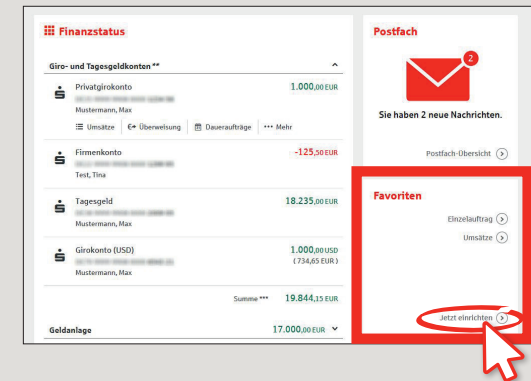 Finanzstatus
Giro- und Tagesgeldkonten **
Privatgirokonto 1.000,00 EUR
Mustermann, Max
Umsätze Überweisung Daueraufträge *** Mehr
Firmenkonto -125,50 EUR
Test, Tina
Tagesgeld 18.235,00 EUR
Mustermann, Max
Girokonto (USD) 1.000,00 USD
(734,65 EUR)
Mustermann, Max
Summe *** 19.844,15 EUR
Geldanlage 17.000,00 EUR
Postfach
2
Sie haben 2 neue Nachrichten.
Postfach-Übersicht
Favoriten
Einzelauftrag
Umsätze
Jetzt einrichten